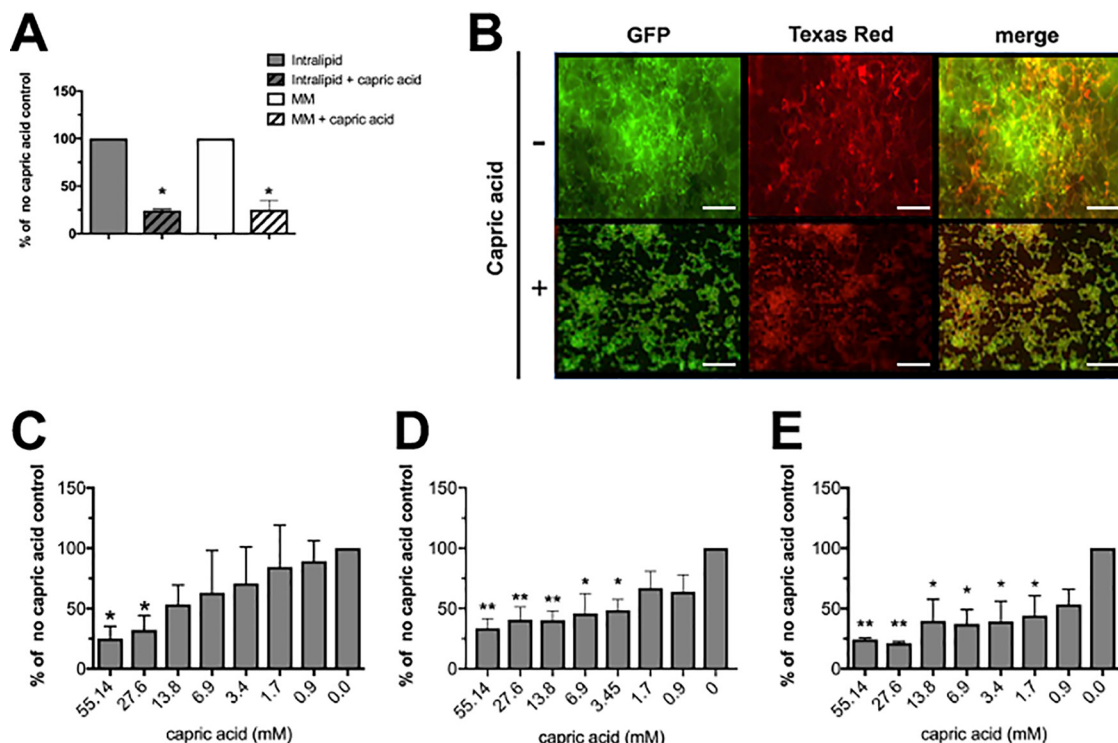 A
Intralipid
Intralipid + capric acid
MM
MM + capric acid
% of no capric acid control
150
100
50
0
*
*
B
GFP
Texas Red
merge
Capric acid
-
+
C
% of no capric acid control
150
100
50
0
*
*
55.14
27.6
13.8
6.9
3.4
1.7
0.9
0.0
capric acid (mM)
D
% of no capric acid control
150
100
50
0
**
**
**
*
*
55.14
27.6
13.8
6.9
3.45
1.7
0.9
0
capric acid (mM)
E
% of no capric acid control
150
100
50
0
**
**
*
*
*
*
55.14
27.6
13.8
6.9
3.4
1.7
0.9
0.0
capric acid (mM)